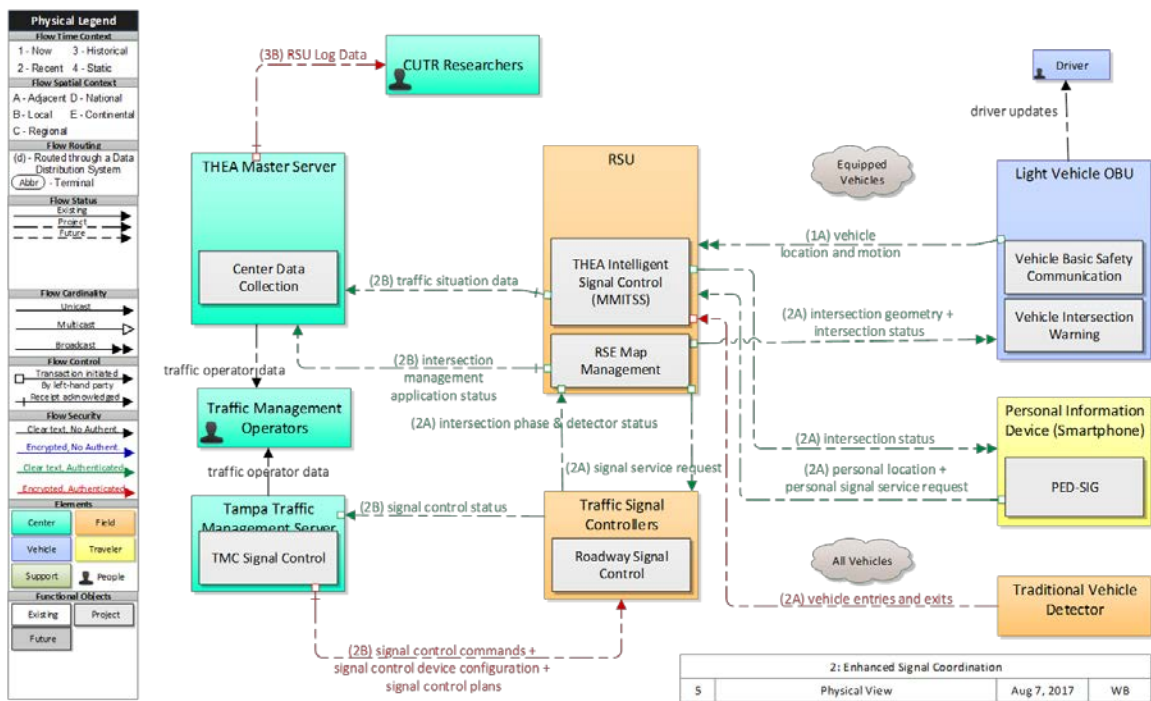 Physical Legend
Flow Time Context
1 - Now 3 - Historical
2 - Recent 4 - Static
Flow Spatial Context
A - Adjacent D - National
B - Local E - Continental
C - Regional
Flow Routing
(d) - Routed through a Data
Distribution System
Abbr - Terminal
Flow Status
Existing
Project
Future
Flow Cardinality
Unicast
Multicast
Broadcast
Flow Control
Transaction initiated
By left-hand party
Receipt acknowledged
Flow Security
Clear text, No Authent.
Encrypted, No Authent.
Clear text, Authenticated
Encrypted, Authenticated
Elements
Center Field
Vehicle Traveler
Support People
Functional Objects
Existing Project
Future
(3B) RSU Log Data
CUTR Researchers
Driver
driver updates
THEA Master Server
Center Data
Collection
RSU
THEA Intelligent
Signal Control
(MMITSS)
RSE Map
Management
Equipped
Vehicles
Light Vehicle OBU
Vehicle Basic Safety
Communication
Vehicle Intersection
Warning
(1A) vehicle
location and motion
(2B) traffic situation data
(2A) intersection geometry +
intersection status
(2B) intersection
management
application status
traffic operator data
Traffic Management
Operators
(2A) intersection phase & detector status
(2A) signal service request
traffic operator data
Personal Information
Device (Smartphone)
PED-SIG
(2A) intersection status
(2A) personal location +
personal signal service request
Tampa Traffic
Management Server
TMC Signal Control
(2B) signal control status
Traffic Signal
Controllers
Roadway Signal
Control
All Vehicles
(2A) vehicle entries and exits
Traditional Vehicle
Detector
(2B) signal control commands +
signal control device configuration +
signal control plans
2: Enhanced Signal Coordination
5 Physical View Aug 7, 2017 WB